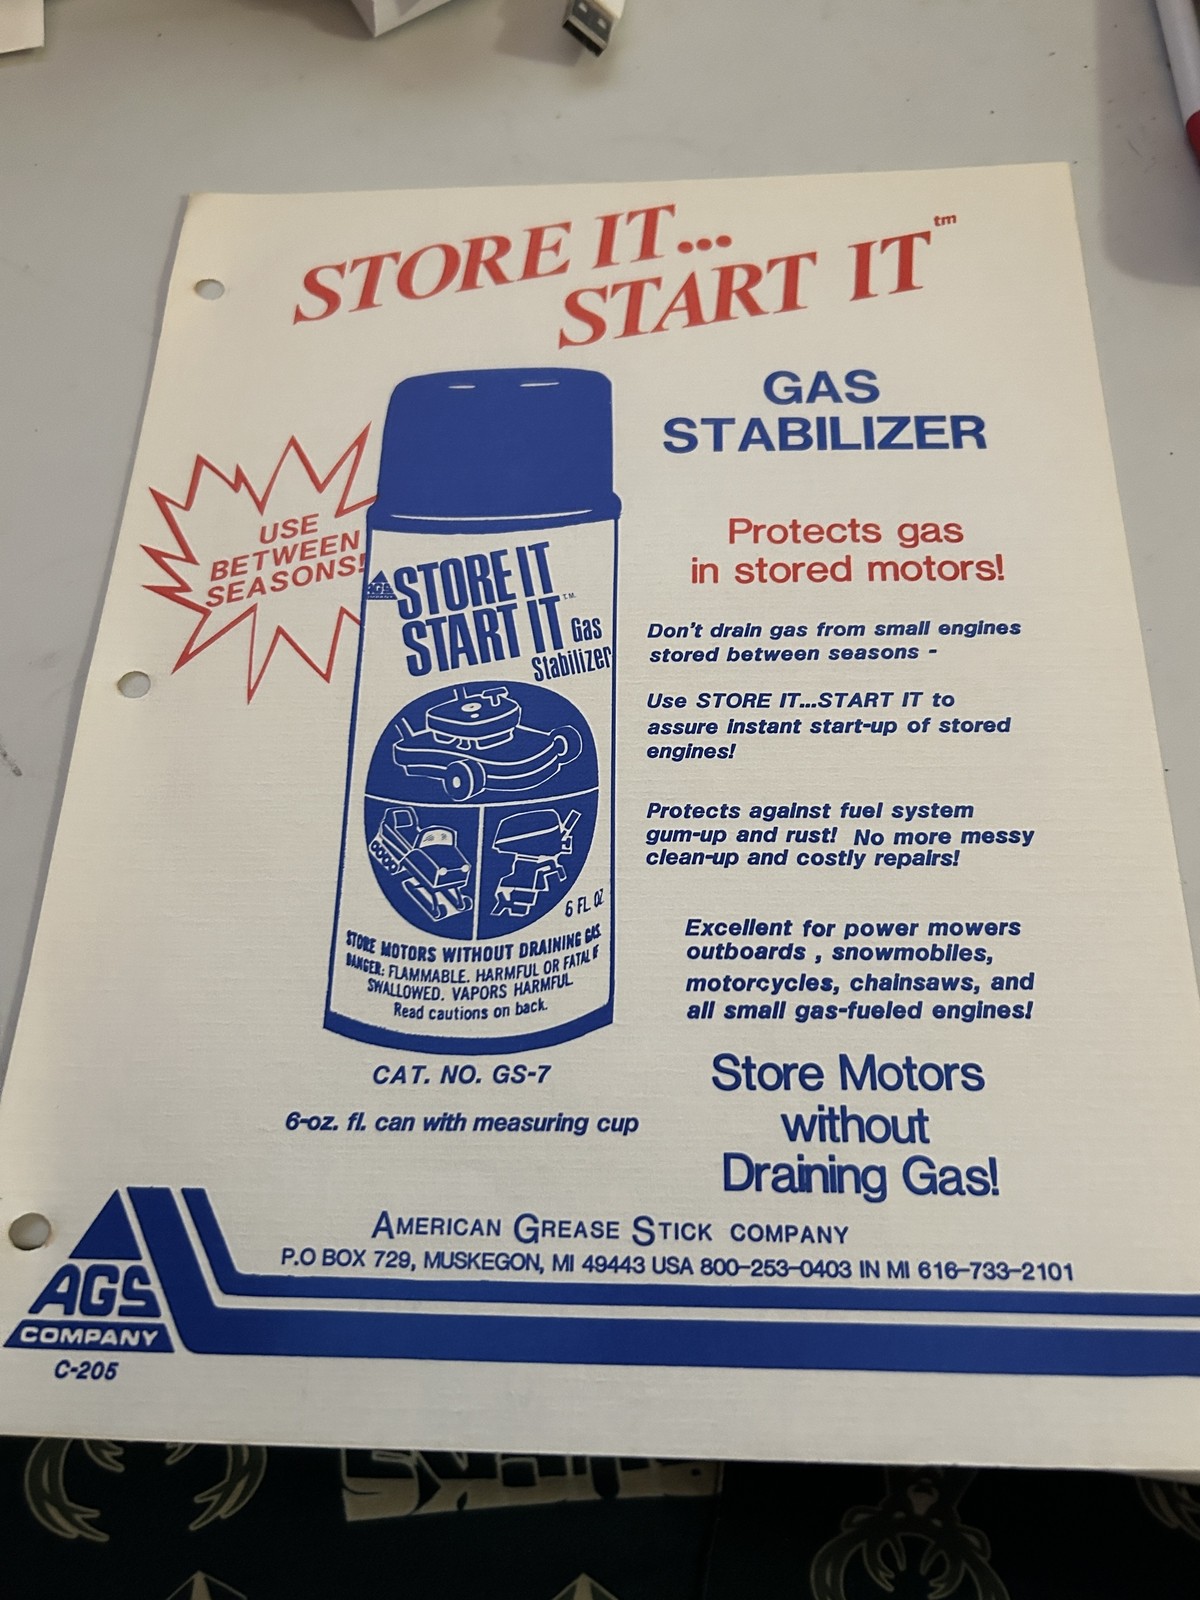 STORE IT...
START IT™
GAS
STABILIZER
USE
BETWEEN
SEASONS!
Protects gas
in stored motors!
Don't drain gas from small engines
stored between seasons -
Use STORE IT...START IT to
assure instant start-up of stored
engines!
Protects against fuel system
gum-up and rust! No more messy
clean-up and costly repairs!
Excellent for power mowers
outboards , snowmobiles,
motorcycles, chainsaws, and
all small gas-fueled engines!
Store Motors
without
Draining Gas!
AGS
COMPANY
STORE IT
START IT T.M.
Gas
Stabilizer
6 FL OZ
STORE MOTORS WITHOUT DRAINING GAS
DANGER: FLAMMABLE. HARMFUL OR FATAL IF
SWALLOWED. VAPORS HARMFUL.
Read cautions on back.
CAT. NO. GS-7
6-oz. fl. can with measuring cup
AMERICAN GREASE STICK COMPANY
P.O BOX 729, MUSKEGON, MI 49443 USA 800-253-0403 IN MI 616-733-2101
AGS
COMPANY
C-205
BUCKS